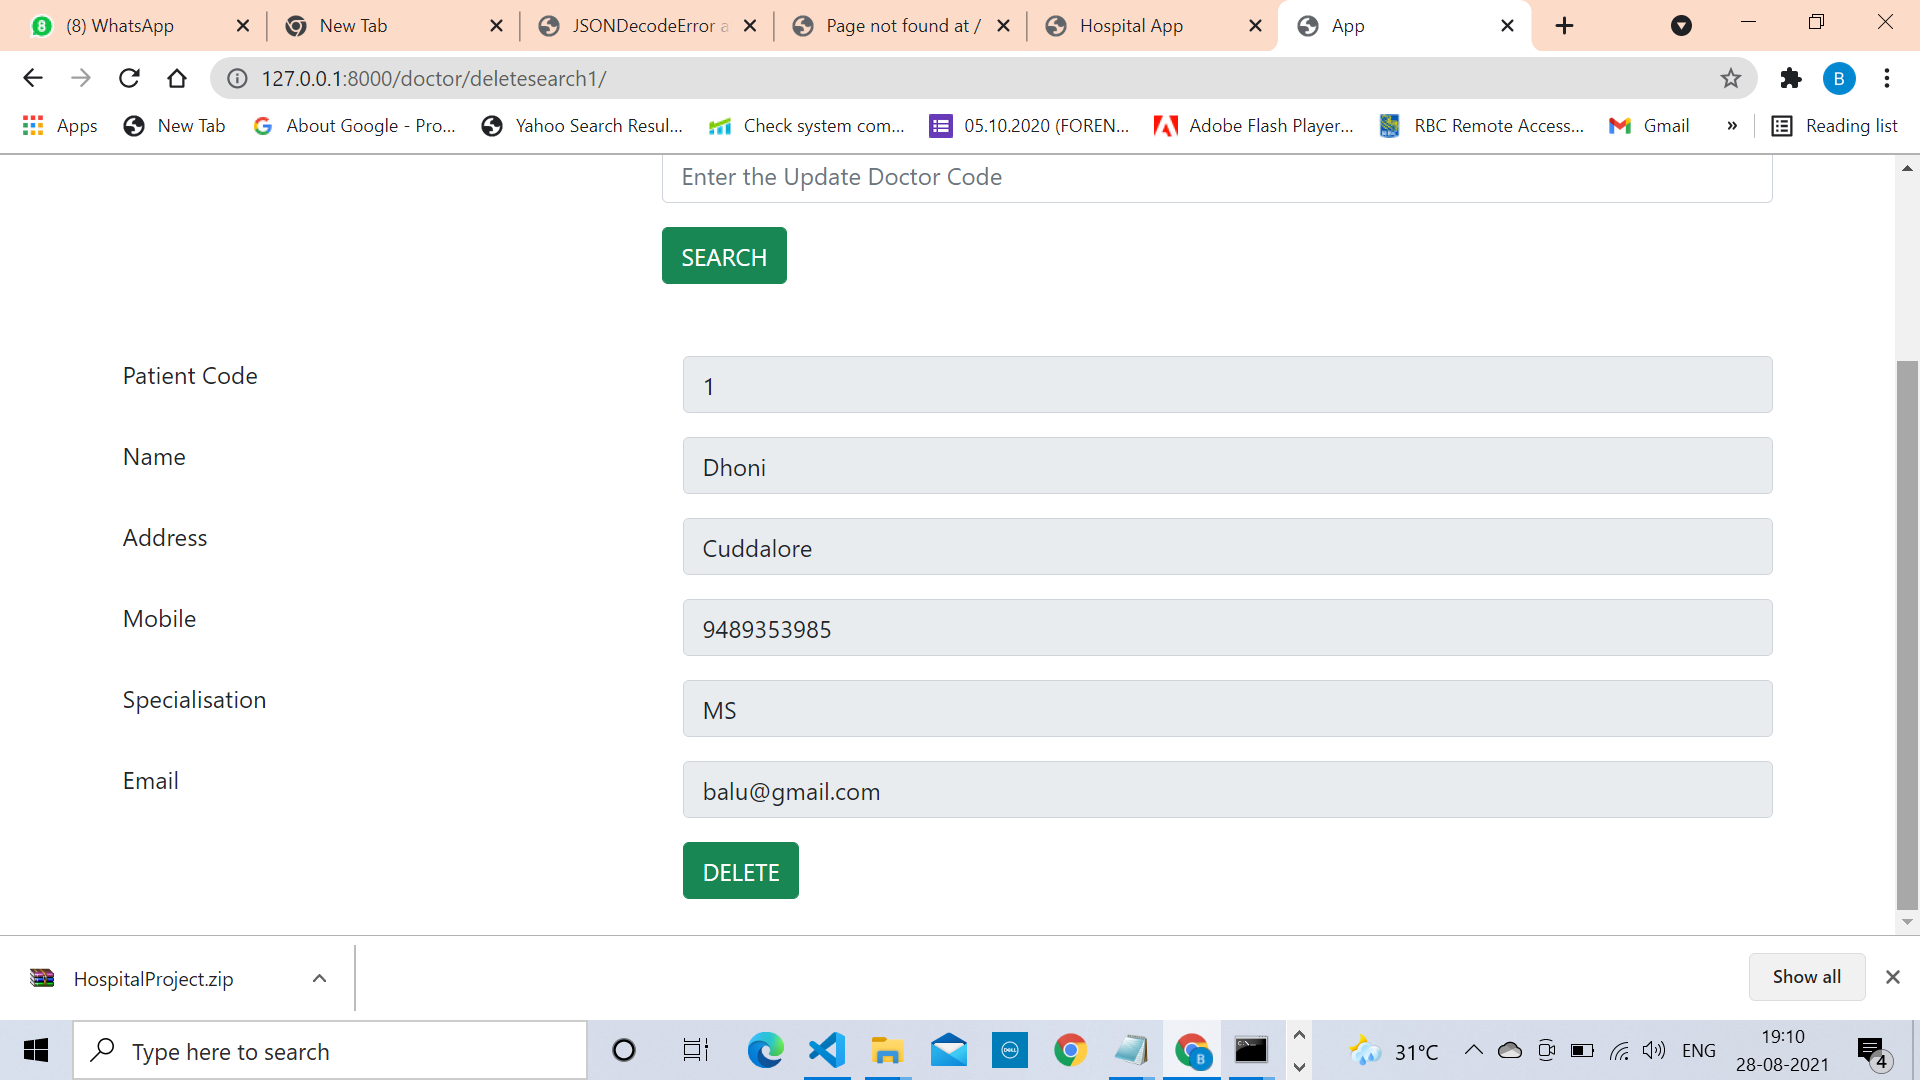 (8) WhatsApp
New Tab
JSONDecodeError a
Page not found at /
Hospital App
App
127.0.0.1:8000/doctor/deletesearch1/
B
Apps
New Tab
About Google - Pro...
Yahoo Search Resul...
Check system com...
05.10.2020 (FOREN...
Adobe Flash Player...
RBC Remote Access...
Gmail
»
Reading list
Enter the Update Doctor Code
SEARCH
Patient Code
1
Name
Dhoni
Address
Cuddalore
Mobile
9489353985
Specialisation
MS
Email
balu@gmail.com
DELETE
HospitalProject.zip
Show all
Type here to search
DELL
B
31°C
ENG
19:10
28-08-2021
4